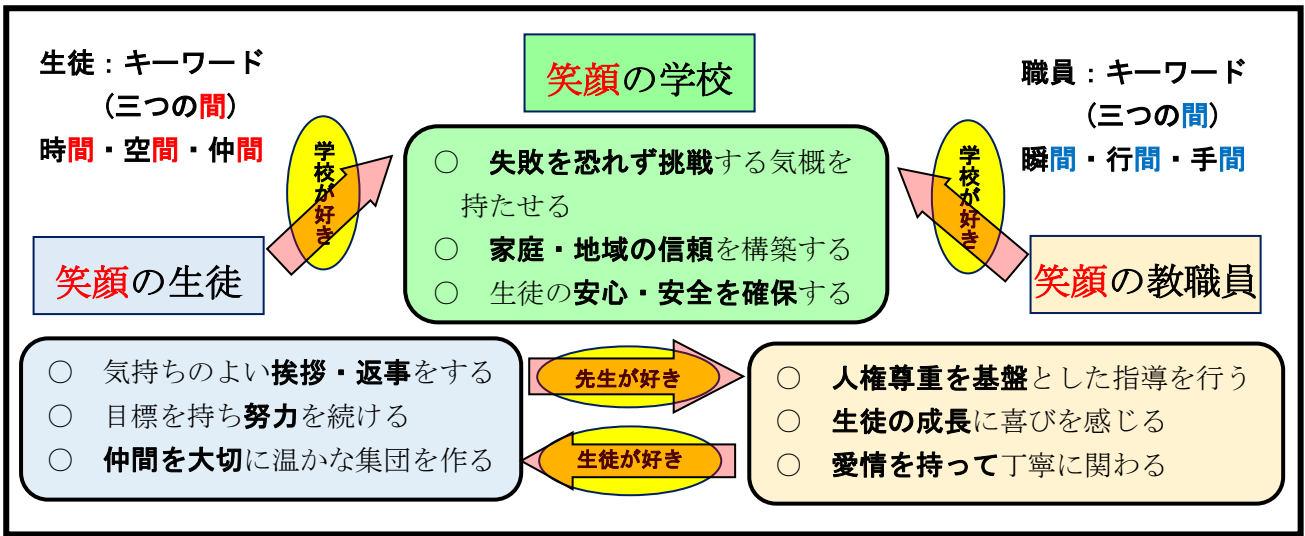 生徒：キーワード
(三つの間)
時間・空間・仲間
笑顔の学校
職員：キーワード
(三つの間)
瞬間・行間・手間
学校が好き
○　失敗を恐れず挑戦する気概を
持たせる
○　家庭・地域の信頼を構築する
○　生徒の安心・安全を確保する
学校が好き
笑顔の生徒
笑顔の教職員
○　気持ちのよい挨拶・返事をする
○　目標を持ち努力を続ける
○　仲間を大切に温かな集団を作る
先生が好き
生徒が好き
○　人権尊重を基盤とした指導を行う
○　生徒の成長に喜びを感じる
○　愛情を持って丁寧に関わる